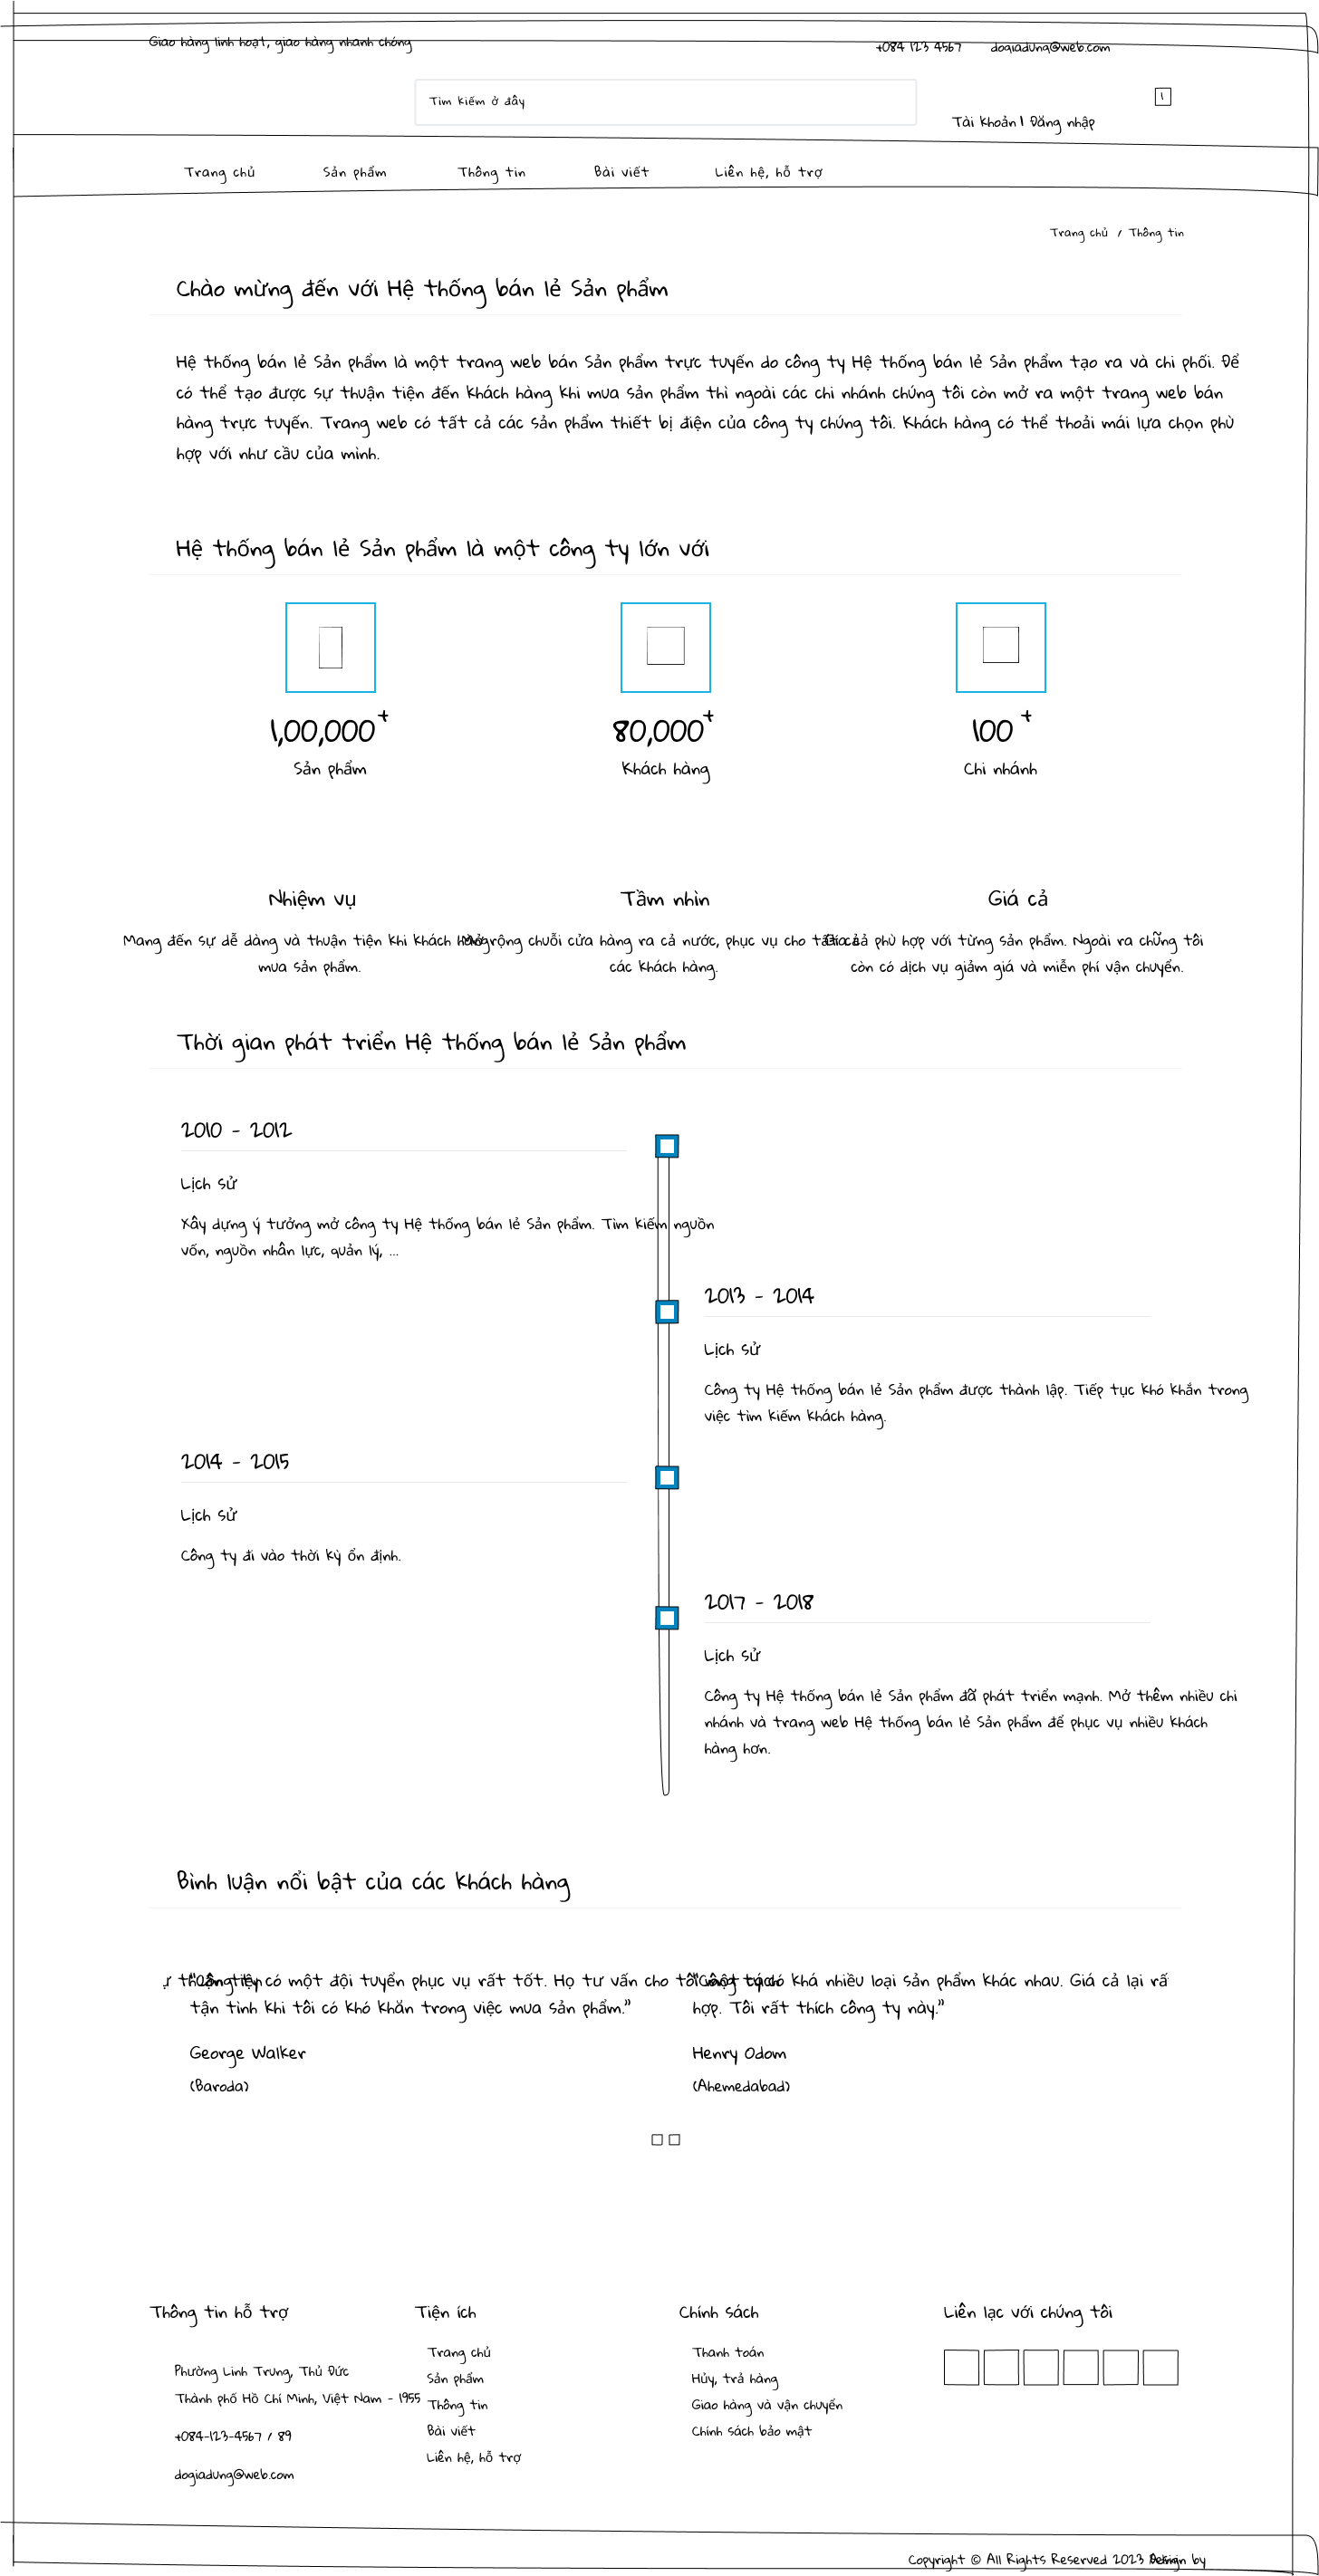 Giao hàng linh hoạt, giao hàng nhanh chóng
+084 123 4567 dogiadung@web.com
Tìm kiếm ở đây
1
Tài khoản | Đăng nhập
Trang chủ Sản phẩm Thông tin Bài viết Liên hệ, hỗ trợ
Trang chủ / Thông tin
Chào mừng đến với Hệ thống bán lẻ Sản phẩm
Hệ thống bán lẻ Sản phẩm là một trang web bán Sản phẩm trực tuyến do công ty Hệ thống bán lẻ Sản phẩm tạo ra và chi phối. Để
có thể tạo được sự thuận tiện đến khách hàng khi mua sản phẩm thì ngoài các chi nhánh chúng tôi còn mở ra một trang web bán
hàng trực tuyến. Trang web có tất cả các sản phẩm thiết bị điện của công ty chúng tôi. Khách hàng có thể thoải mái lựa chọn phù
hợp với như cầu của mình.
Hệ thống bán lẻ Sản phẩm là một công ty lớn với
1,00,000+ 80,000+ 100 +
Sản phẩm Khách hàng Chi nhánh
Nhiệm vụ Tầm nhìn Giá cả
Mang đến sự dễ dàng và thuận tiện khi khách hàng
mua sản phẩm.
Mở rộng chuỗi cửa hàng ra cả nước, phục vụ cho tất cả
các khách hàng.
Giá cả phù hợp với từng sản phẩm. Ngoài ra chũng tôi
còn có dịch vụ giảm giá và miễn phí vận chuyển.
Thời gian phát triển Hệ thống bán lẻ Sản phẩm
2010 - 2012
Lịch sử
Xây dựng ý tưởng mở công ty Hệ thống bán lẻ Sản phẩm. Tìm kiếm nguồn
vốn, nguồn nhân lực, quản lý, ...
2013 - 2014
Lịch sử
Công ty Hệ thống bán lẻ Sản phẩm được thành lập. Tiếp tục khó khắn trong
việc tìm kiếm khách hàng.
2014 - 2015
Lịch sử
Công ty đi vào thời kỳ ổn định.
2017 - 2018
Lịch sử
Công ty Hệ thống bán lẻ Sản phẩm đã phát triển mạnh. Mở thêm nhiều chi
nhánh và trang web Hệ thống bán lẻ Sản phẩm để phục vụ nhiều khách
hàng hơn.
Bình luận nổi bật của các khách hàng
ự thuận tiện
"Công ty có một đội tuyển phục vụ rất tốt. Họ tư vấn cho tôi một cách
tận tình khi tôi có khó khăn trong việc mua sản phẩm."
George Walker
(Baroda)
"Công ty có khá nhiều loại sản phẩm khác nhau. Giá cả lại rấ
hợp. Tôi rất thích công ty này."
Henry Odom
(Ahemedabad)
Thông tin hỗ trợ
Phường Linh Trung, Thủ Đức
Thành phố Hồ Chí Minh, Việt Nam - 1955
+084-123-4567 / 89
dogiadung@web.com
Tiện ích
Trang chủ
Sản phẩm
Thông tin
Bài viết
Liên hệ, hỗ trợ
Chính sách
Thanh toán
Hủy, trả hàng
Giao hàng và vận chuyển
Chính sách bảo mật
Liên lạc với chúng tôi
Copyright © All Rights Reserved 2023 Design by